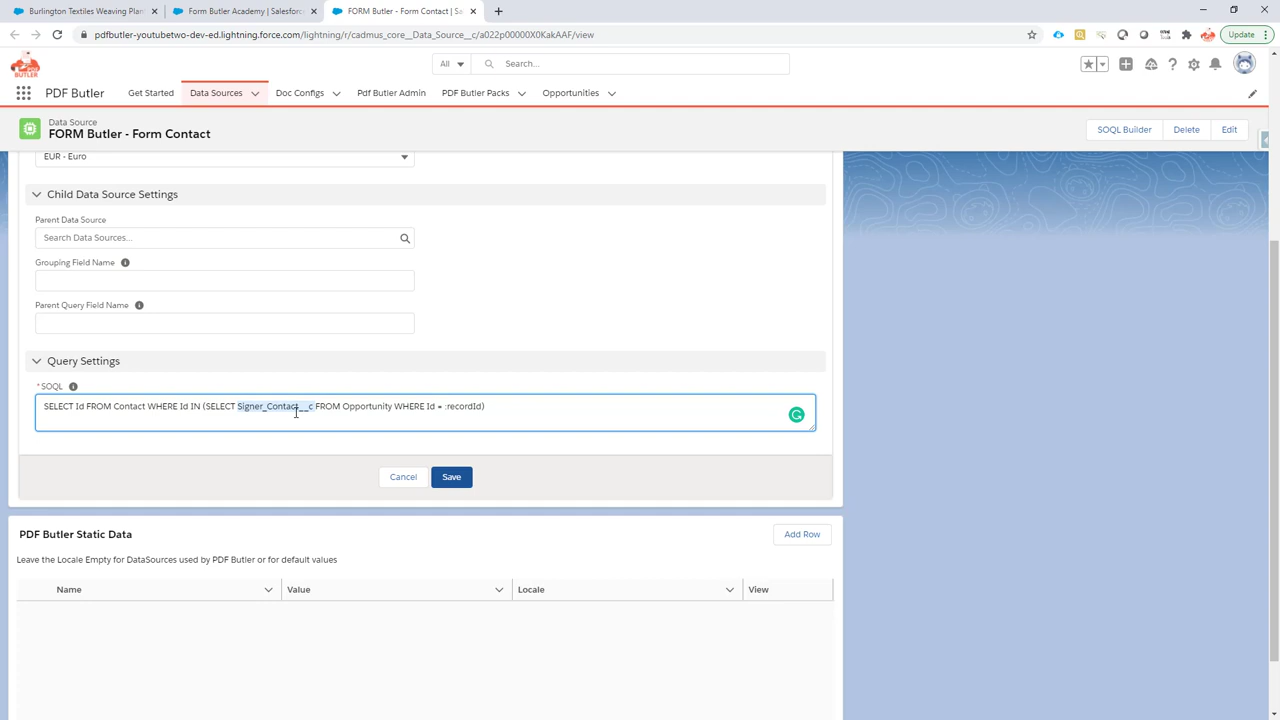 Burlington Textiles Weaving Plan
Form Butler Academy | Salesforc
FORM Butler - Form Contact | Sa
pdfbutler-youtubetwo-dev-ed.lightning.force.com/lightning/r/cadmus_core__Data_Source__c/a022p00000X0KakAAF/view
Update
All
Search...
PDF Butler
Get Started
Data Sources
Doc Configs
Pdf Butler Admin
PDF Butler Packs
Opportunities
Data Source
FORM Butler - Form Contact
SOQL Builder
Delete
Edit
EUR - Euro
Child Data Source Settings
Parent Data Source
Search Data Sources...
Grouping Field Name
Parent Query Field Name
Query Settings
*SOQL
SELECT Id FROM Contact WHERE Id IN (SELECT Signer_Contact__c FROM Opportunity WHERE Id = :recordId)
Cancel
Save
PDF Butler Static Data
Add Row
Leave the Locale Empty for DataSources used by PDF Butler or for default values
Name
Value
Locale
View